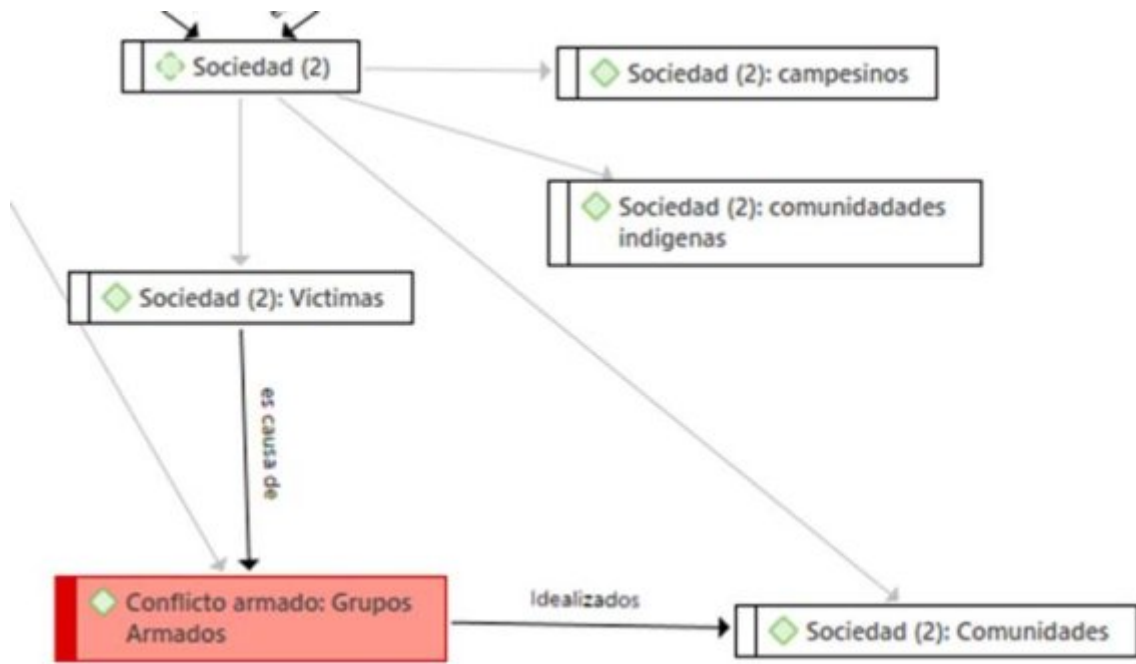 Sociedad (2)
Sociedad (2): campesinos
Sociedad (2): comunidadades
indigenas
Sociedad (2): Victimas
es causa de
Conflicto armado: Grupos
Armados
Idealizados
Sociedad (2): Comunidades